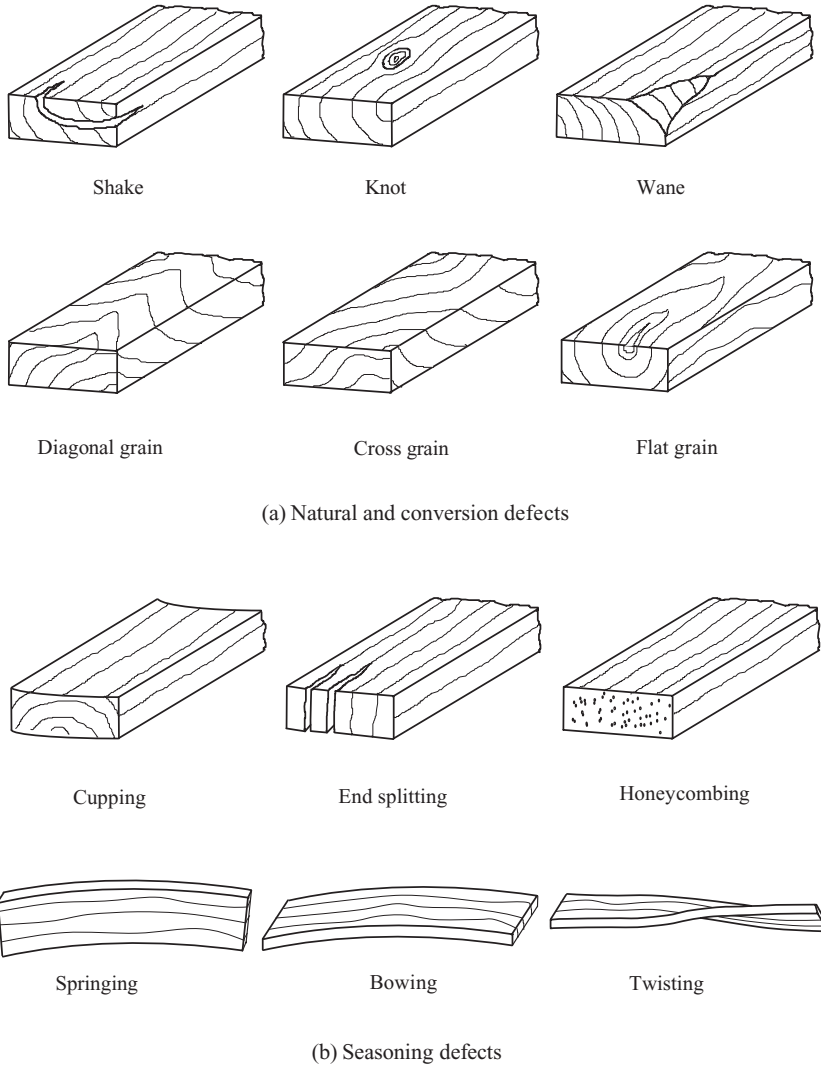 Shake
Knot
Wane
Diagonal grain
Cross grain
Flat grain
(a) Natural and conversion defects
Cupping
End splitting
Honeycombing
Springing
Bowing
Twisting
(b) Seasoning defects